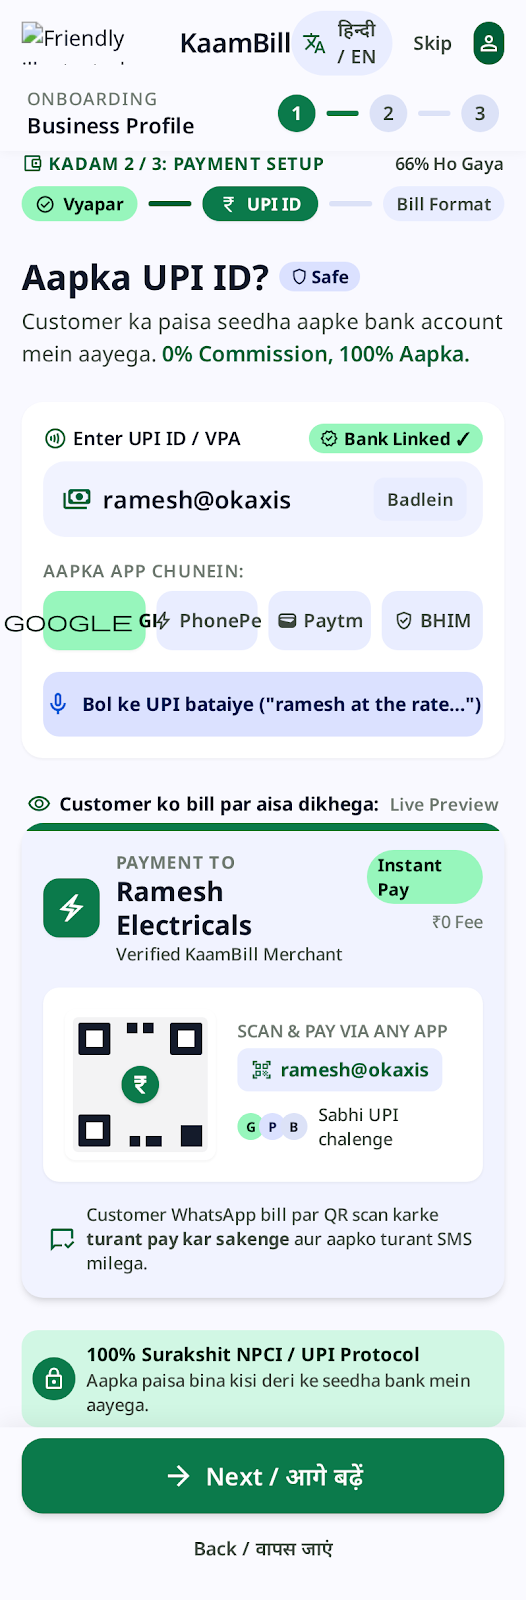 Friendly
KaamBill
हिन्दी
/ EN
Skip
ONBOARDING
Business Profile
1
2
3
KADAM 2 / 3: PAYMENT SETUP
66% Ho Gaya
Vyapar
₹ UPI ID
Bill Format
Aapka UPI ID?
Safe
Customer ka paisa seedha aapke bank account
mein aayega. 0% Commission, 100% Aapka.
Enter UPI ID / VPA
Bank Linked ✓
ramesh@okaxis
Badlein
AAPKA APP CHUNEIN:
GOOGLE
PhonePe
Paytm
BHIM
Bol ke UPI bataiye ("ramesh at the rate...")
Customer ko bill par aisa dikhega:
Live Preview
PAYMENT TO
Ramesh
Electricals
Verified KaamBill Merchant
Instant
Pay
₹0 Fee
₹
SCAN & PAY VIA ANY APP
ramesh@okaxis
G P B
Sabhi UPI
chalenge
Customer WhatsApp bill par QR scan karke
turant pay kar sakenge aur aapko turant SMS
milega.
100% Surakshit NPCI / UPI Protocol
Aapka paisa bina kisi deri ke seedha bank mein
aayega.
Next / आगे बढ़ें
Back / वापस जाएं